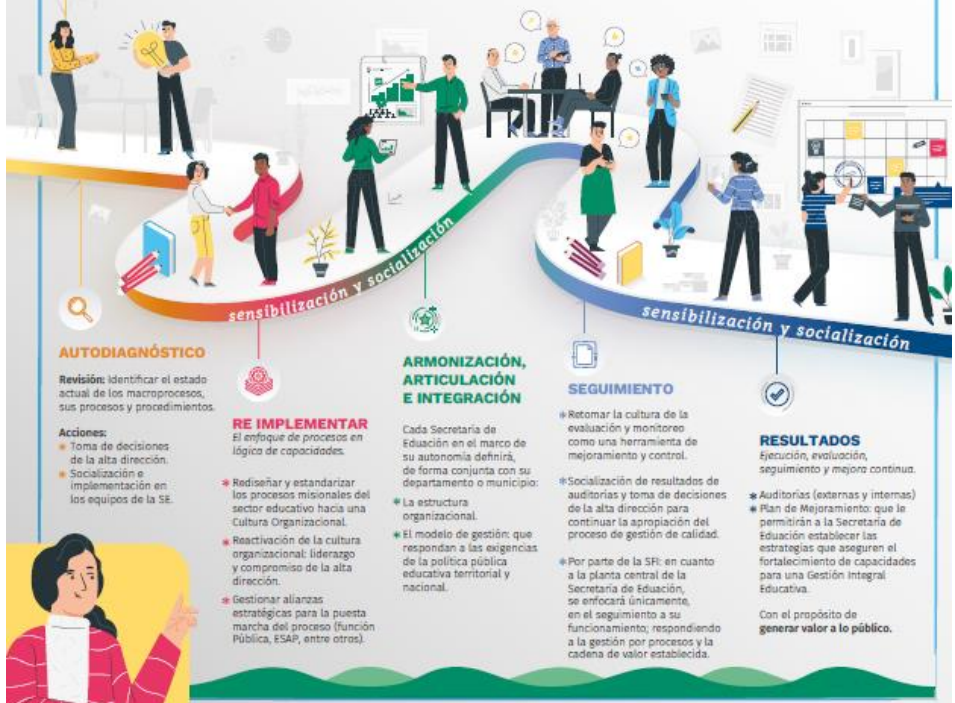 sensibilización y socialización
sensibilización y socialización
AUTODIAGNÓSTICO
Revisión: Identificar el estado
actual de los macroprocesos,
sus procesos y procedimientos.
Acciones:
* Toma de decisiones
de la alta dirección.
* Socialización e
implementación en
los equipos de la SE.
RE IMPLEMENTAR
El enfoque de procesos en
lógica de capacidades.
* Rediseñar y estandarizar
los procesos misionales del
sector educativo hacia una
Cultura Organizacional.
* Reactivación de la cultura
organizacional: liderazgo
y compromiso de la alta
dirección.
* Gestionar alianzas
estratégicas para la puesta
marcha del proceso (función
Pública, ESAP, entre otros).
ARMONIZACIÓN,
ARTICULACIÓN
E INTEGRACIÓN
Cada Secretaría de
Eduación en el marco de
su autonomía definirá,
de forma conjunta con su
departamento o municipio:
* La estructura
organizacional.
* El modelo de gestión; que
respondan a las exigencias
de la política pública
educativa territorial y
nacional.
SEGUIMIENTO
* Retomar la cultura de la
evaluación y monitoreo
como una herramienta de
mejoramiento y control.
* Socialización de resultados de
auditorías y toma de decisiones
de la alta dirección para
continuar la apropiación del
proceso de gestión de calidad.
* Por parte de la SFI: en cuanto
a la planta central de la
Secretaría de Eduación,
se enfocará únicamente,
en el seguimiento a su
funcionamiento; respondiendo
a la gestión por procesos y la
cadena de valor establecida.
RESULTADOS
Ejecución, evaluación,
seguimiento y mejora continua.
* Auditorías (externas y internas)
* Plan de Mejoramiento: que le
permitirán a la Secretaría de
Eduación establecer las
estrategias que aseguren el
fortalecimiento de capacidades
para una Gestión Integral
Educativa.
Con el propósito de
generar valor a lo público.